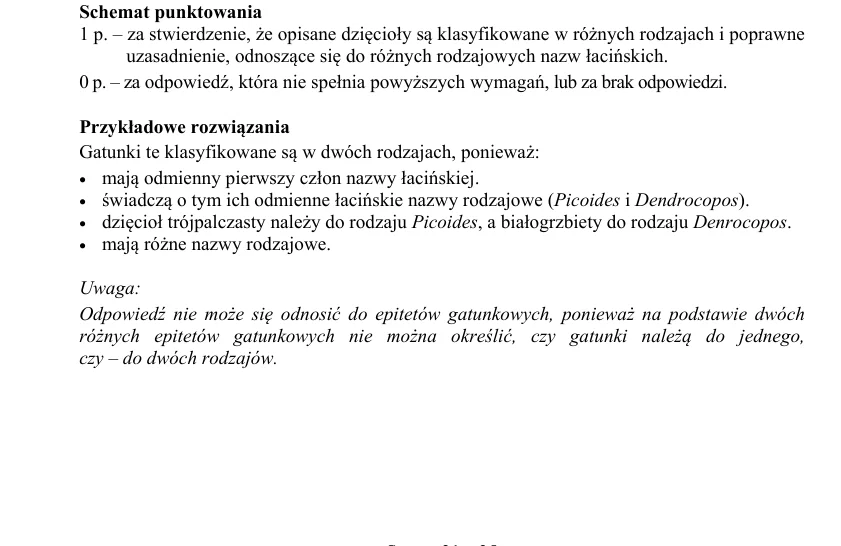 Schemat punktowania
1 p. – za stwierdzenie, że opisane dzięcioły są klasyfikowane w różnych rodzajach i poprawne
uzasadnienie, odnoszące się do różnych rodzajowych nazw łacińskich.
0 p. – za odpowiedź, która nie spełnia powyższych wymagań, lub za brak odpowiedzi.
Przykładowe rozwiązania
Gatunki te klasyfikowane są w dwóch rodzajach, ponieważ:
• mają odmienny pierwszy człon nazwy łacińskiej.
• świadczą o tym ich odmienne łacińskie nazwy rodzajowe (Picoides i Dendrocopos).
• dzięcioł trójpalczasty należy do rodzaju Picoides, a białogrzbiety do rodzaju Denrocopos.
• mają różne nazwy rodzajowe.
Uwaga:
Odpowiedź nie może się odnosić do epitetów gatunkowych, ponieważ na podstawie dwóch
różnych epitetów gatunkowych nie można określić, czy gatunki należą do jednego,
czy – do dwóch rodzajów.